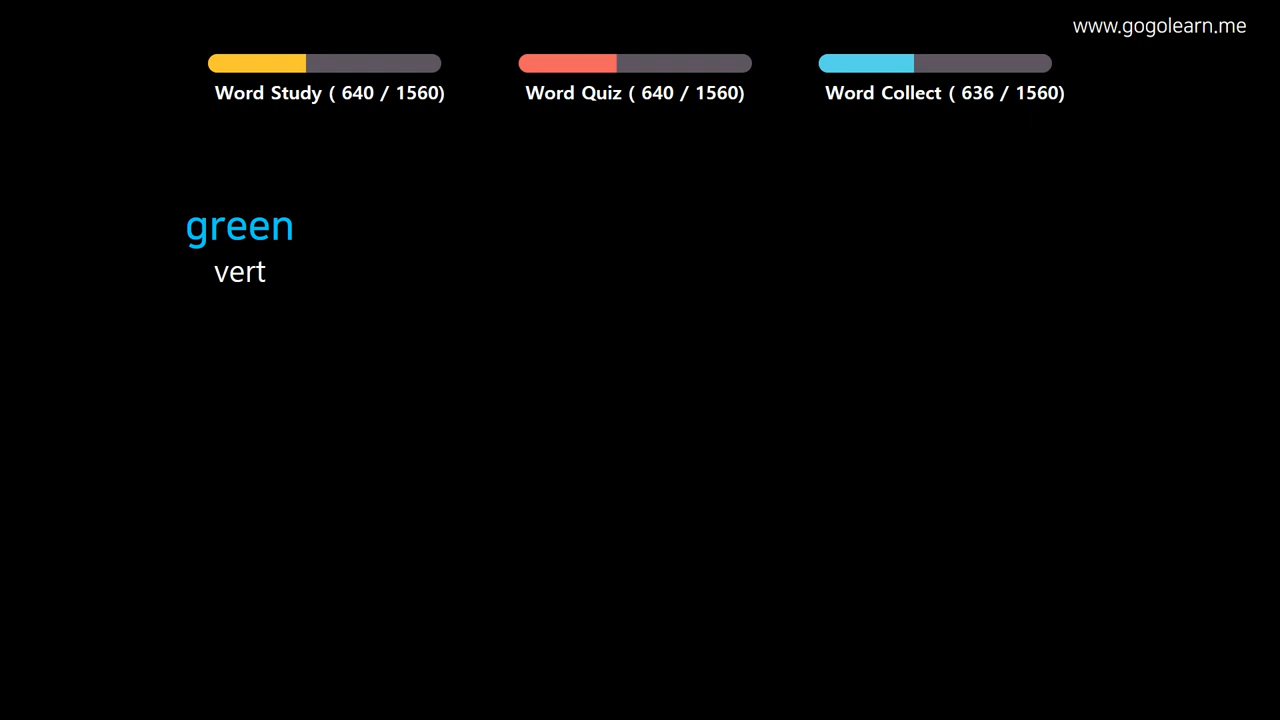 www.gogolearn.me
Word Study ( 640 / 1560)
Word Quiz ( 640 / 1560)
Word Collect ( 636 / 1560)
green
vert